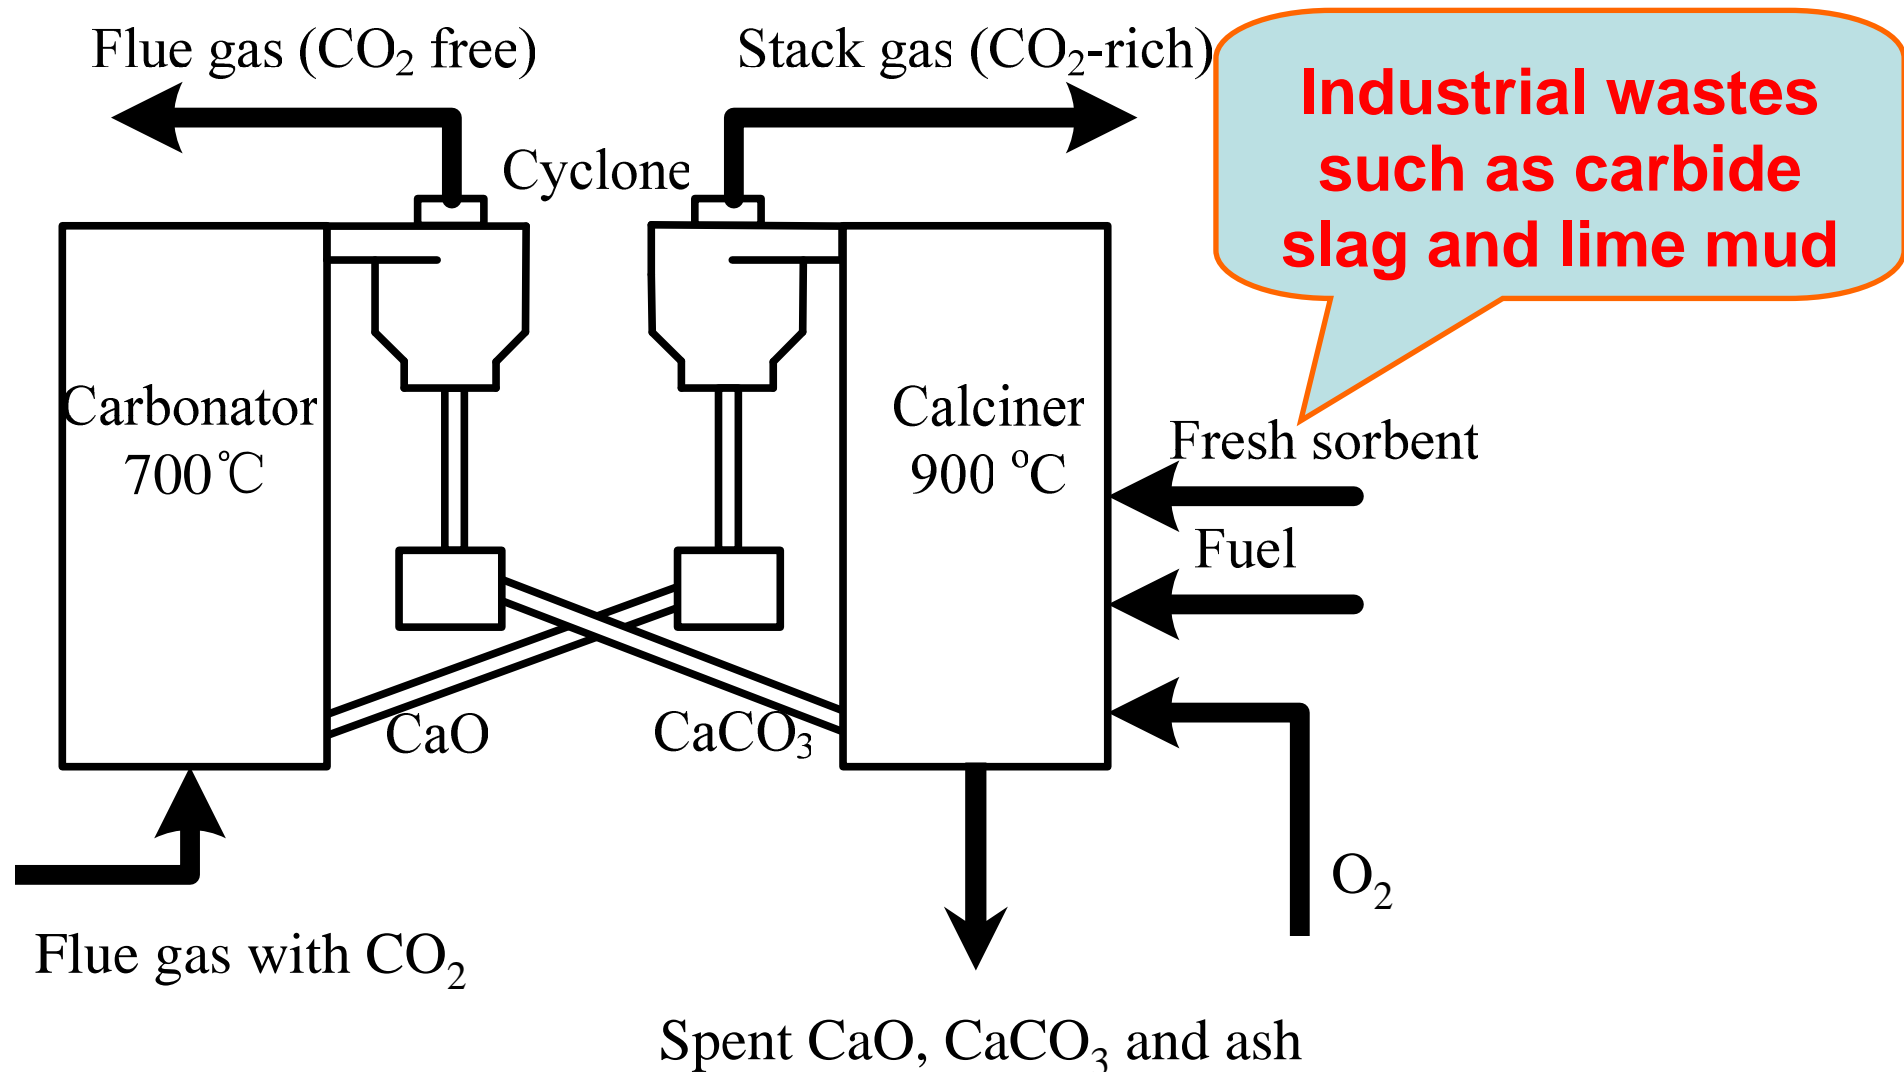 Flue gas (CO₂ free)
Stack gas (CO₂-rich)
Industrial wastes
such as carbide
slag and lime mud
Cyclone
Carbonator
700℃
Calciner
900 ºC
Fresh sorbent
Fuel
CaO
CaCO₃
O₂
Flue gas with CO₂
Spent CaO, CaCO₃ and ash